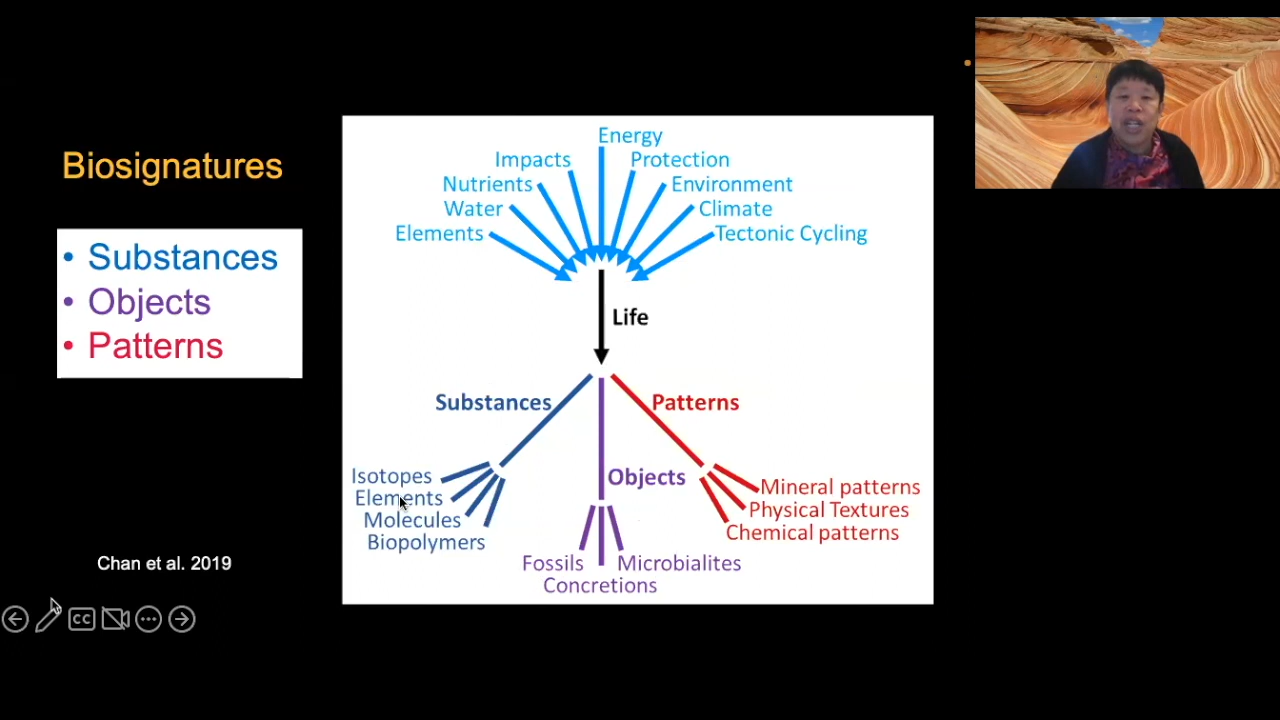 Biosignatures
• Substances
• Objects
• Patterns
Chan et al. 2019
Energy
Impacts
Protection
Nutrients
Environment
Water
Climate
Elements
Tectonic Cycling
Life
Substances
Patterns
Objects
Isotopes
Elements
Molecules
Biopolymers
Fossils
Microbialites
Concretions
Mineral patterns
Physical Textures
Chemical patterns
CC